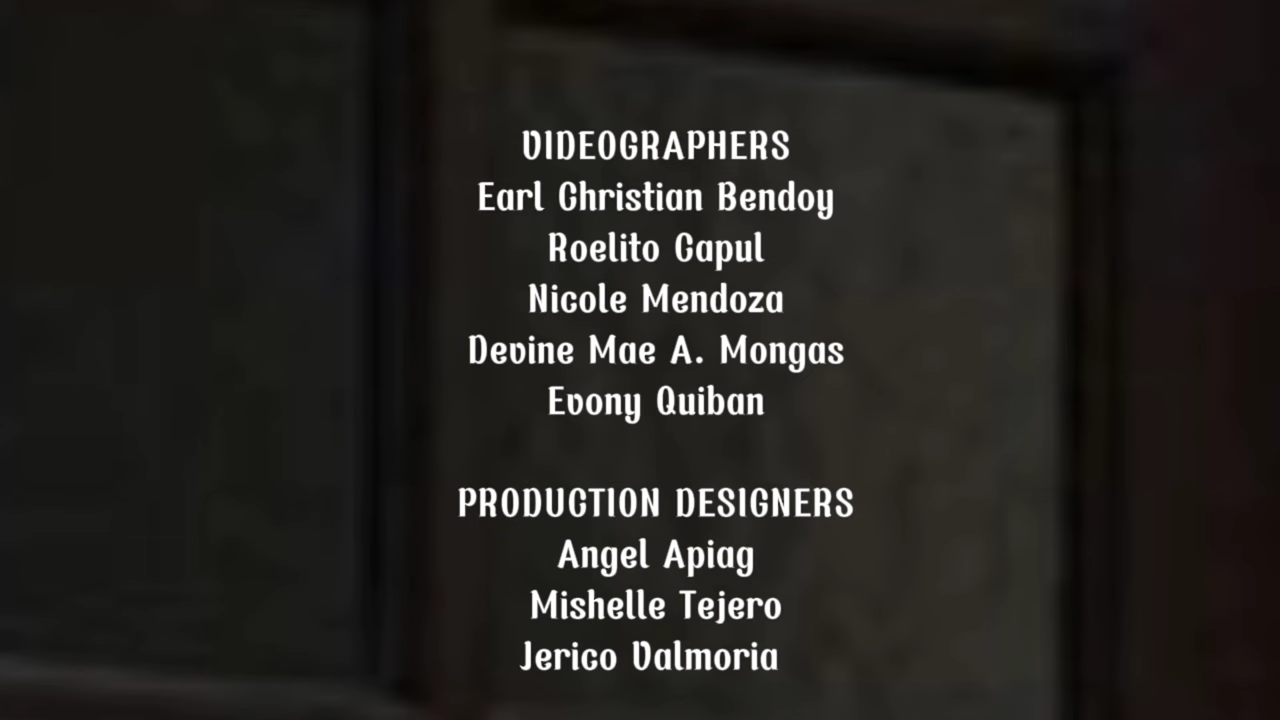 VIDEOGRAPHERS
Earl Christian Bendoy
Roelito Capul
Nicole Mendoza
Devine Mae A. Mongas
Evony Quiban
PRODUCTION DESIGNERS
Angel Apiag
Mishelle Tejero
Jerico Valmoria